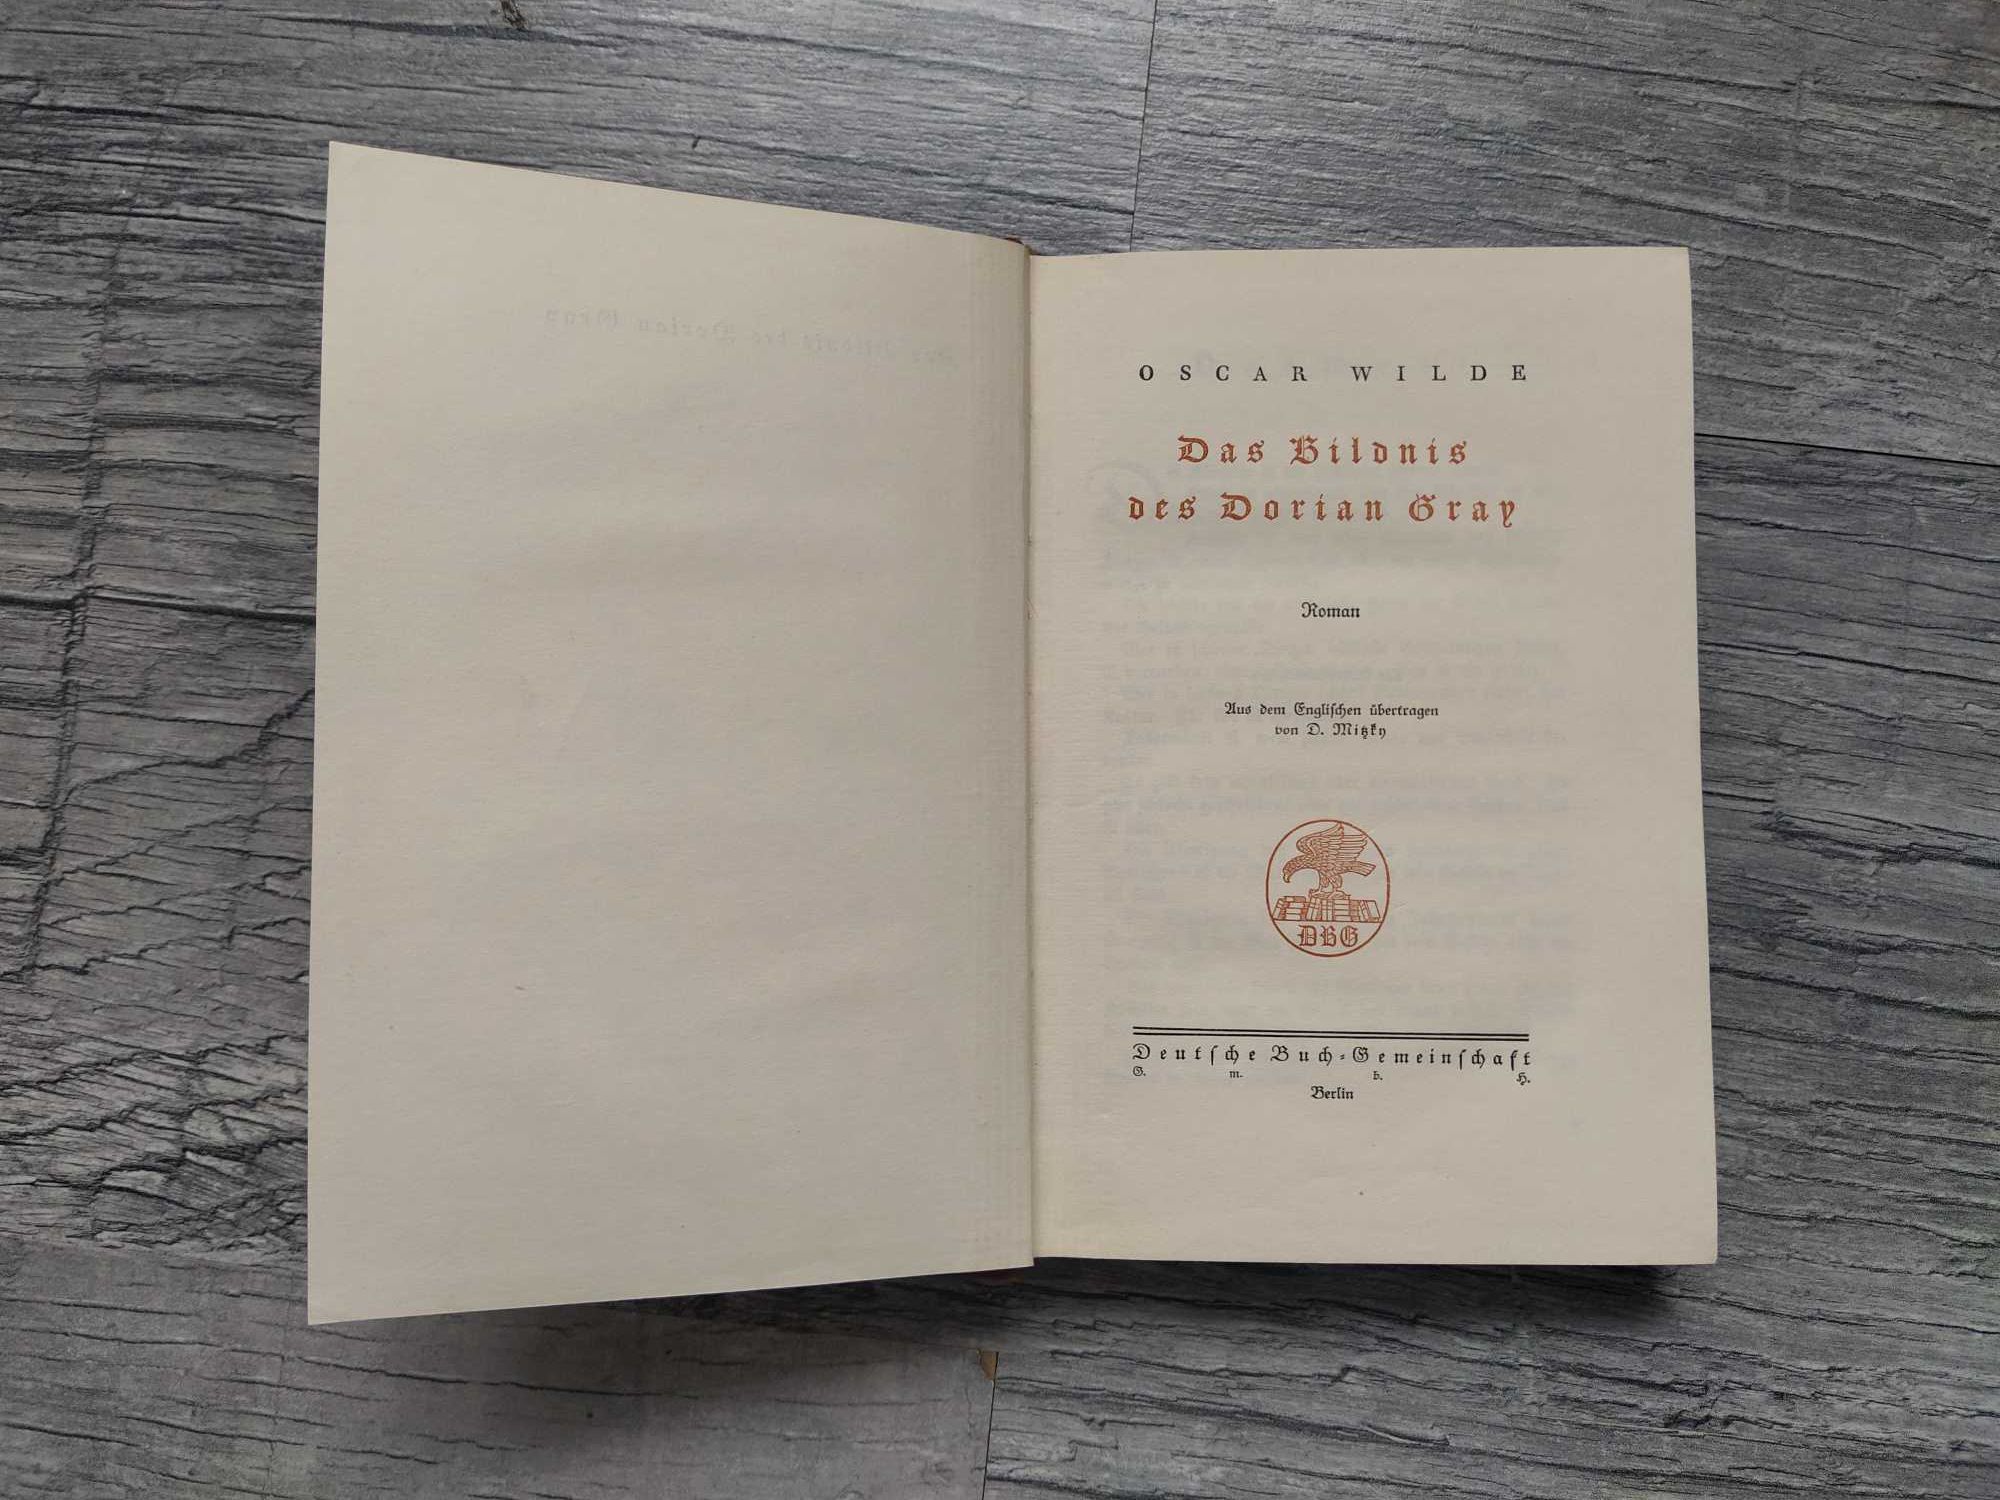 OSCAR WILDE
Das Bildnis
des Dorian Gray
Roman
Aus dem Engliſchen übertragen
von D. Mitzky
DBG
Deutſche Buch-Gemeinſchaft
G. m. b. H.
Berlin